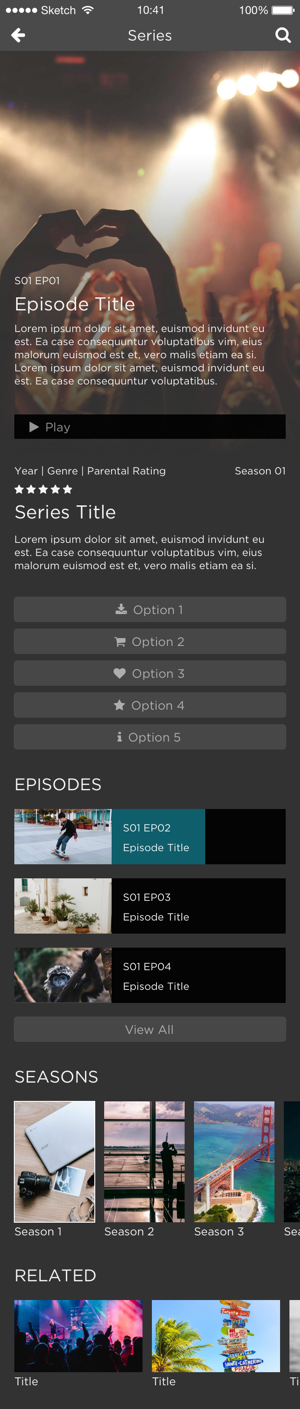 Sketch 10:41 100%
Series
S01 EP01
Episode Title
Lorem ipsum dolor sit amet, euismod invidunt eu
est. Ea case consequuntur voluptatibus vim, eius
malorum euismod est et, vero malis etiam ea si.
Lorem ipsum dolor sit amet, euismod invidunt eu
est. Ea case consequuntur voluptatibus.
Play
Year | Genre | Parental Rating Season 01
Series Title
Lorem ipsum dolor sit amet, euismod invidunt eu
est. Ea case consequuntur voluptatibus vim, eius
malorum euismod est et, vero malis etiam ea si.
Option 1
Option 2
Option 3
Option 4
Option 5
EPISODES
S01 EP02
Episode Title
S01 EP03
Episode Title
S01 EP04
Episode Title
View All
SEASONS
Season 1 Season 2 Season 3 Sea
RELATED
Title Title Ti